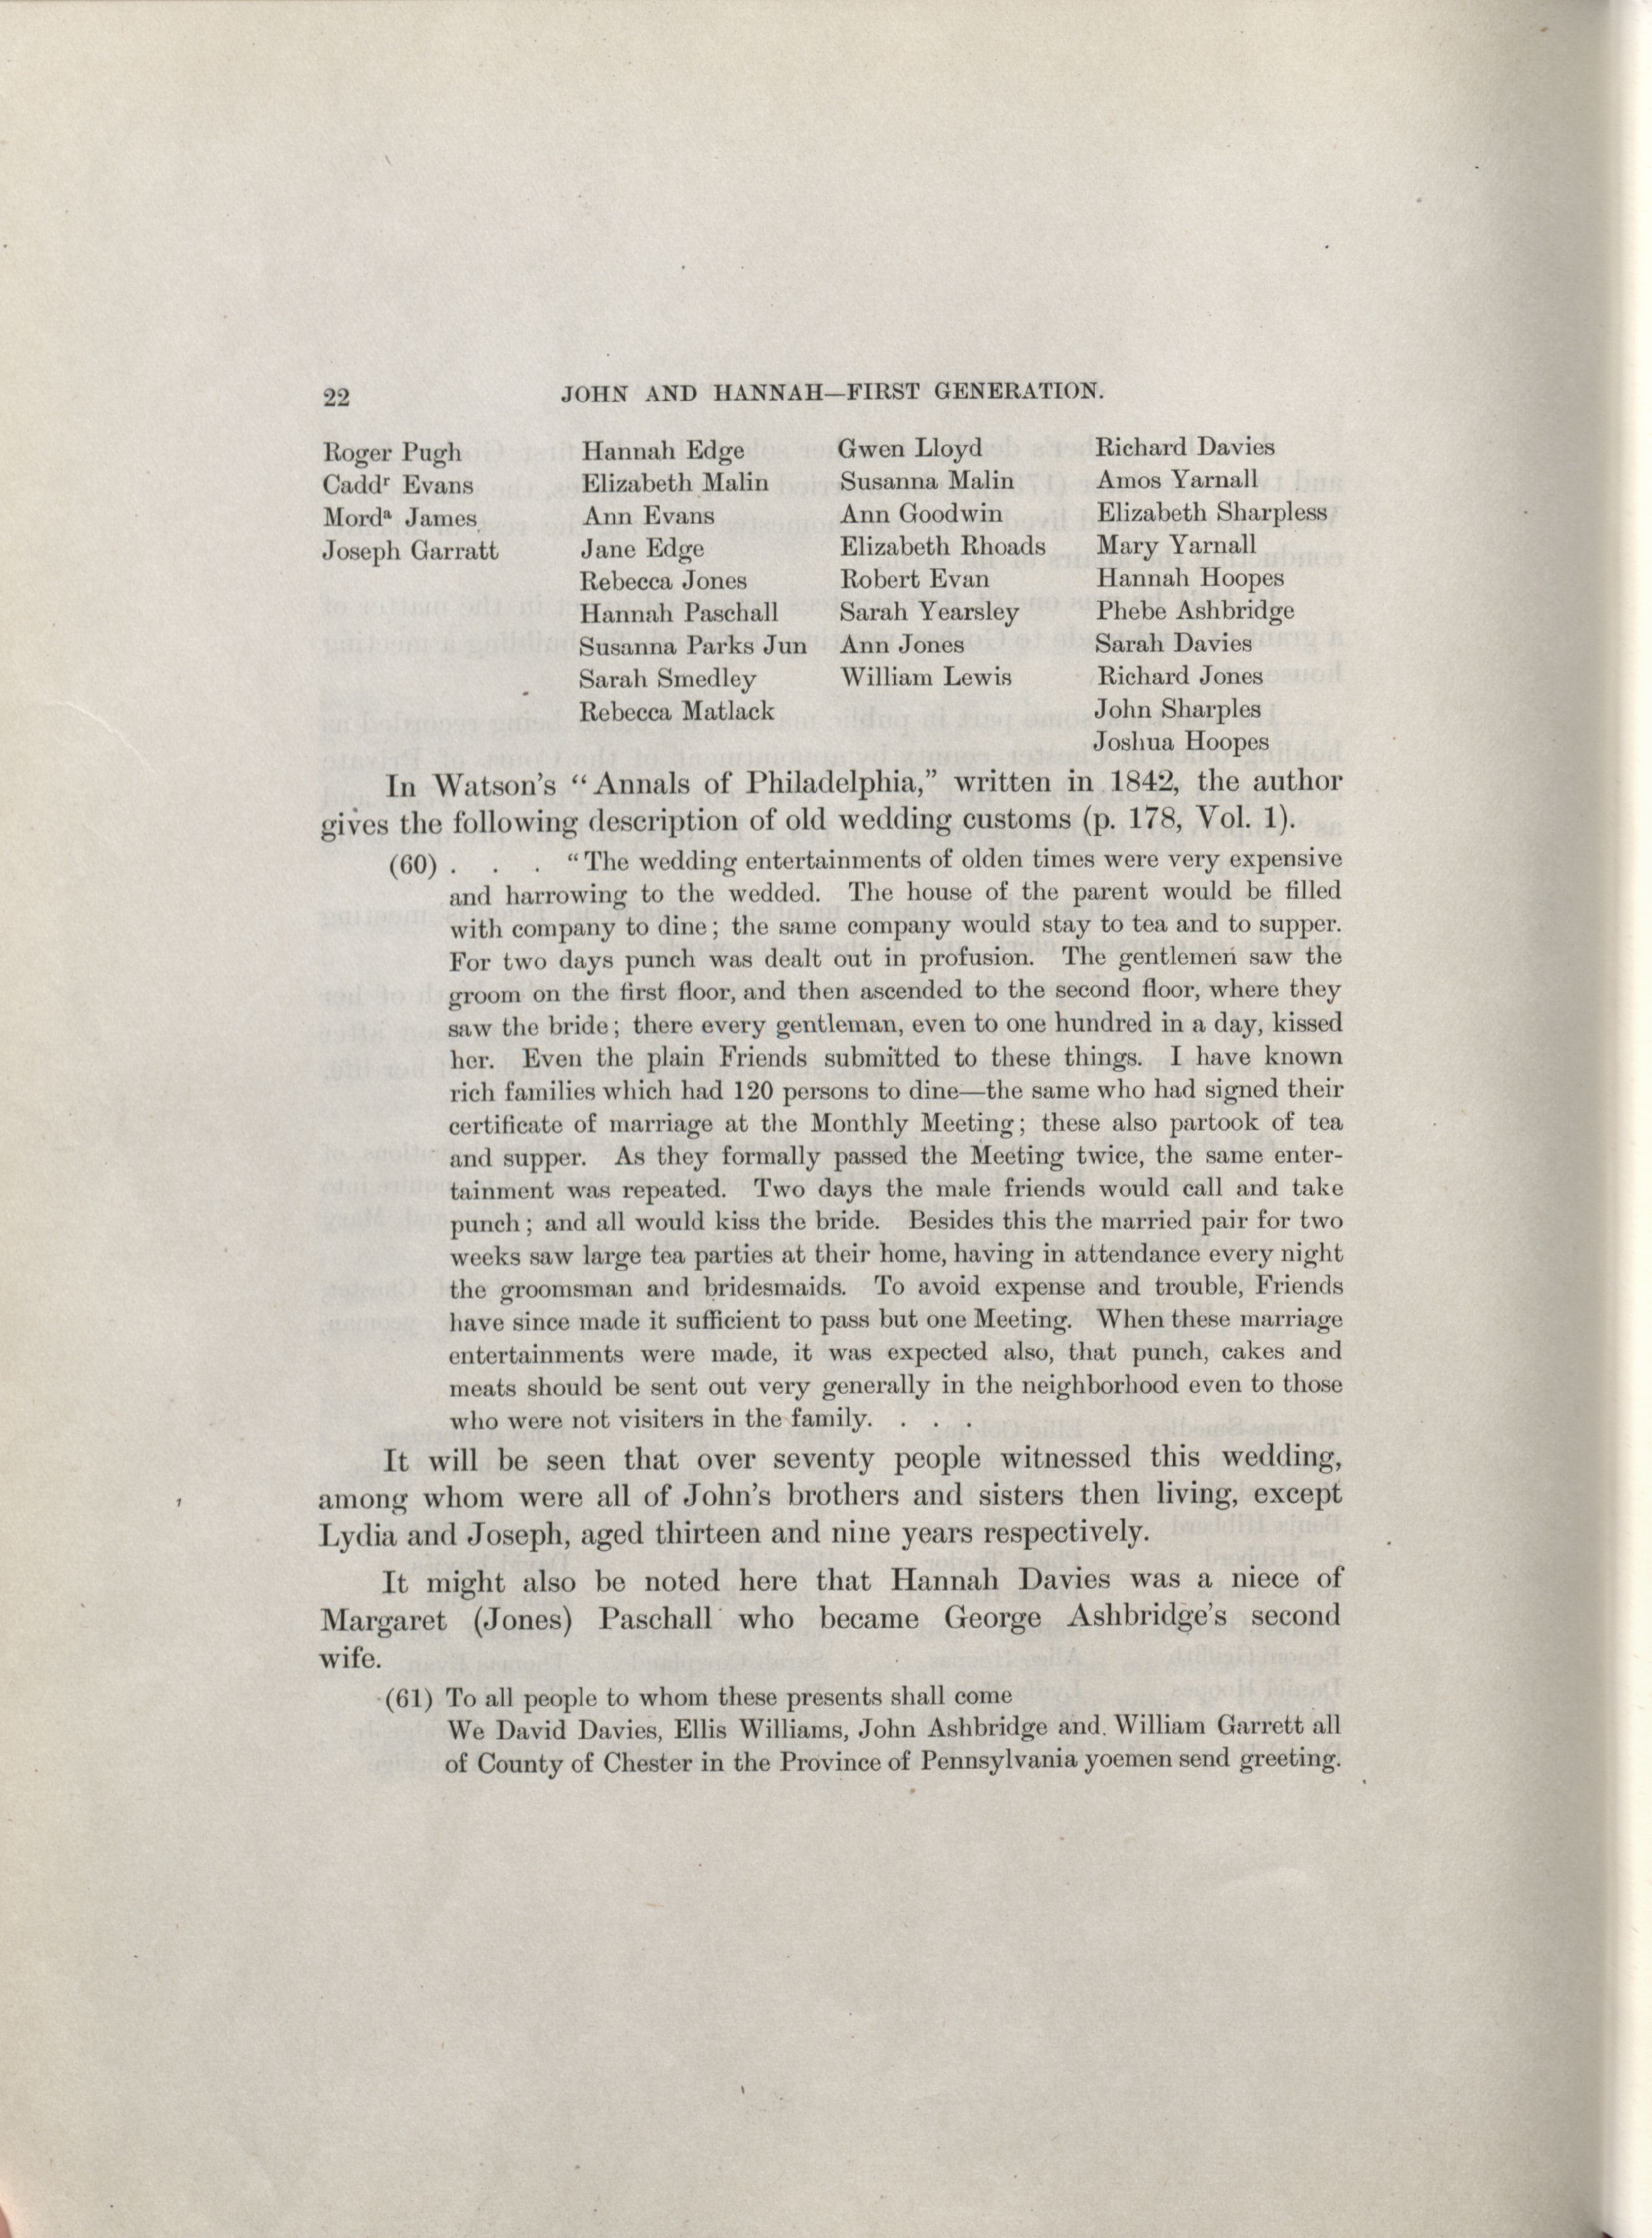 22 JOHN AND HANNAH—FIRST GENERATION.
Roger Pugh Hannah Edge Gwen Lloyd Richard Davies
Caddʳ Evans Elizabeth Malin Susanna Malin Amos Yarnall
Mordᵃ James Ann Evans Ann Goodwin Elizabeth Sharpless
Joseph Garratt Jane Edge Elizabeth Rhoads Mary Yarnall
Rebecca Jones Robert Evan Hannah Hoopes
Hannah Paschall Sarah Yearsley Phebe Ashbridge
Susanna Parks Jun Ann Jones Sarah Davies
Sarah Smedley William Lewis Richard Jones
Rebecca Matlack John Sharples
Joshua Hoopes
In Watson's “Annals of Philadelphia,” written in 1842, the author
gives the following description of old wedding customs (p. 178, Vol. 1).
(60) . . . “The wedding entertainments of olden times were very expensive
and harrowing to the wedded. The house of the parent would be filled
with company to dine; the same company would stay to tea and to supper.
For two days punch was dealt out in profusion. The gentlemen saw the
groom on the first floor, and then ascended to the second floor, where they
saw the bride; there every gentleman, even to one hundred in a day, kissed
her. Even the plain Friends submitted to these things. I have known
rich families which had 120 persons to dine—the same who had signed their
certificate of marriage at the Monthly Meeting; these also partook of tea
and supper. As they formally passed the Meeting twice, the same enter-
tainment was repeated. Two days the male friends would call and take
punch; and all would kiss the bride. Besides this the married pair for two
weeks saw large tea parties at their home, having in attendance every night
the groomsman and bridesmaids. To avoid expense and trouble, Friends
have since made it sufficient to pass but one Meeting. When these marriage
entertainments were made, it was expected also, that punch, cakes and
meats should be sent out very generally in the neighborhood even to those
who were not visiters in the family. . . .
It will be seen that over seventy people witnessed this wedding,
among whom were all of John's brothers and sisters then living, except
Lydia and Joseph, aged thirteen and nine years respectively.
It might also be noted here that Hannah Davies was a niece of
Margaret (Jones) Paschall who became George Ashbridge's second
wife.
(61) To all people to whom these presents shall come
We David Davies, Ellis Williams, John Ashbridge and. William Garrett all
of County of Chester in the Province of Pennsylvania yoemen send greeting.